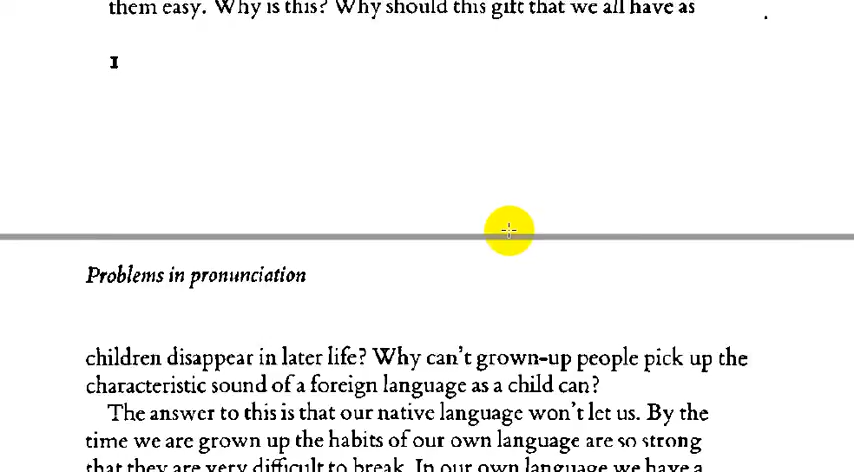 them easy. Why is this? Why should this gift that we all have as
1
Problems in pronunciation
children disappear in later life? Why can't grown-up people pick up the
characteristic sound of a foreign language as a child can?
The answer to this is that our native language won't let us. By the
time we are grown up the habits of our own language are so strong
that they are very difficult to break. In our own language we have a